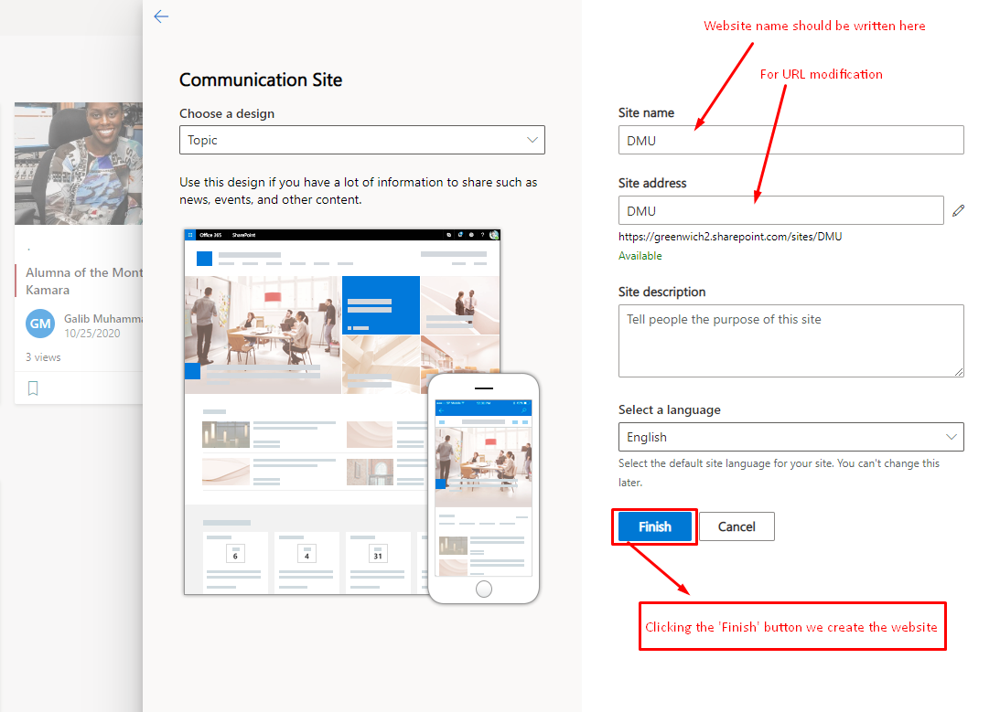 .
Alumna of the Mont
Kamara
GM
Galib Muhamma
10/25/2020
3 views
Communication Site
Choose a design
Topic
Use this design if you have a lot of information to share such as
news, events, and other content.
Office 365 SharePoint
?
6
4
31
Website name should be written here
For URL modification
Site name
DMU
Site address
DMU
https://greenwich2.sharepoint.com/sites/DMU
Available
Site description
Tell people the purpose of this site
Select a language
English
Select the default site language for your site. You can't change this
later.
Finish
Cancel
Clicking the 'Finish' button we create the website